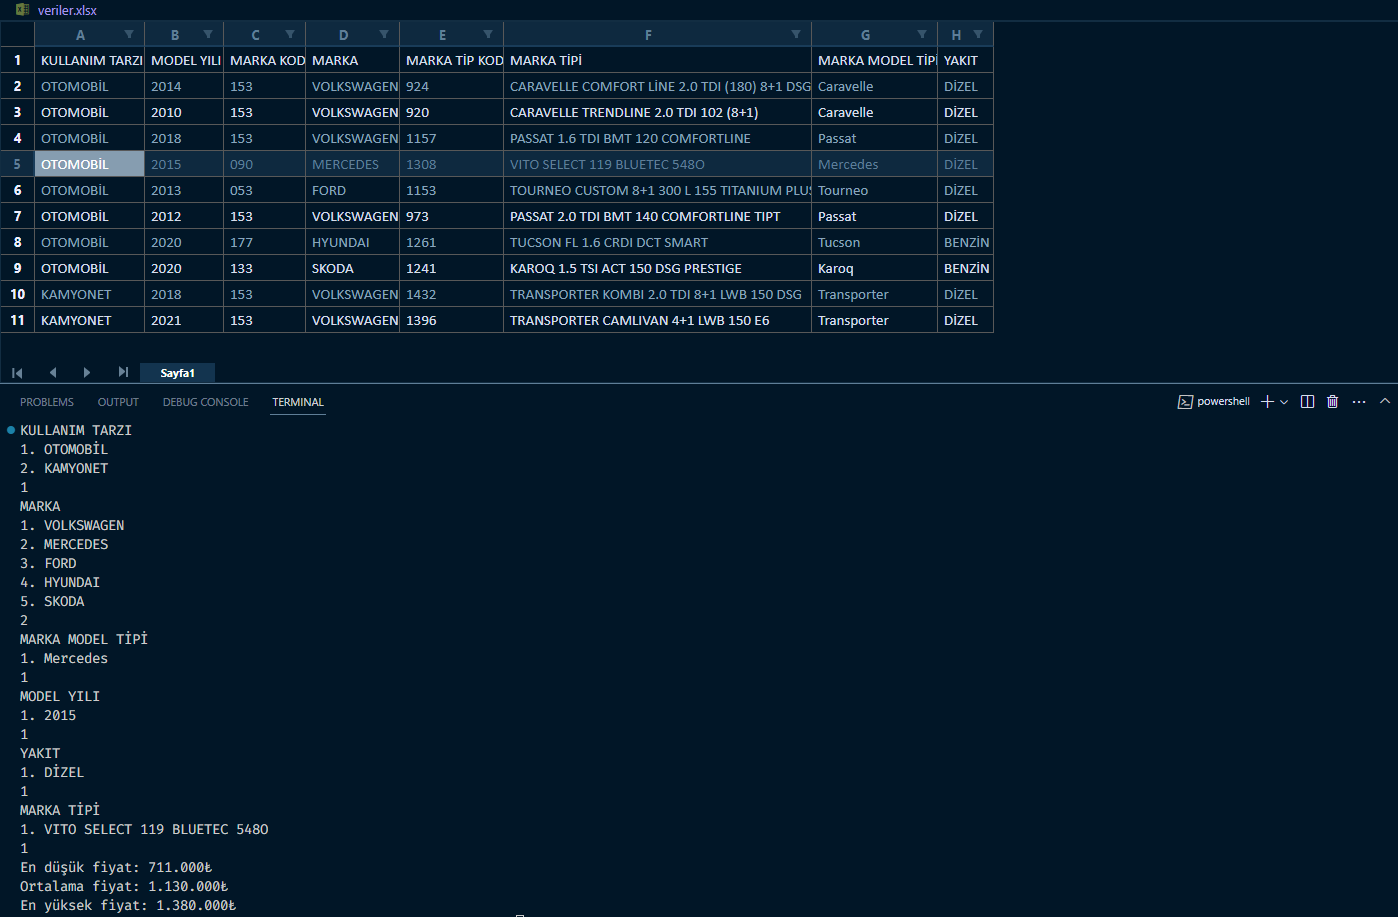 veriler.xlsx
A B C D E F G H
1 KULLANIM TARZI MODEL YILI MARKA KOD MARKA MARKA TİP KOD MARKA TİPİ MARKA MODEL TİPİ YAKIT
2 OTOMOBİL 2014 153 VOLKSWAGEN 924 CARAVELLE COMFORT LİNE 2.0 TDI (180) 8+1 DSG Caravelle DİZEL
3 OTOMOBİL 2010 153 VOLKSWAGEN 920 CARAVELLE TRENDLINE 2.0 TDI 102 (8+1) Caravelle DİZEL
4 OTOMOBİL 2018 153 VOLKSWAGEN 1157 PASSAT 1.6 TDI BMT 120 COMFORTLINE Passat DİZEL
5 OTOMOBİL 2015 090 MERCEDES 1308 VITO SELECT 119 BLUETEC 548O Mercedes DİZEL
6 OTOMOBİL 2013 053 FORD 1153 TOURNEO CUSTOM 8+1 300 L 155 TITANIUM PLUS Tourneo DİZEL
7 OTOMOBİL 2012 153 VOLKSWAGEN 973 PASSAT 2.0 TDI BMT 140 COMFORTLINE TIPT Passat DİZEL
8 OTOMOBİL 2020 177 HYUNDAI 1261 TUCSON FL 1.6 CRDI DCT SMART Tucson BENZİN
9 OTOMOBİL 2020 133 SKODA 1241 KAROQ 1.5 TSI ACT 150 DSG PRESTIGE Karoq BENZİN
10 KAMYONET 2018 153 VOLKSWAGEN 1432 TRANSPORTER KOMBI 2.0 TDI 8+1 LWB 150 DSG Transporter DİZEL
11 KAMYONET 2021 153 VOLKSWAGEN 1396 TRANSPORTER CAMLIVAN 4+1 LWB 150 E6 Transporter DİZEL
Sayfa1
PROBLEMS OUTPUT DEBUG CONSOLE TERMINAL powershell
KULLANIM TARZI
1. OTOMOBİL
2. KAMYONET
1
MARKA
1. VOLKSWAGEN
2. MERCEDES
3. FORD
4. HYUNDAI
5. SKODA
2
MARKA MODEL TİPİ
1. Mercedes
1
MODEL YILI
1. 2015
1
YAKIT
1. DİZEL
1
MARKA TİPİ
1. VITO SELECT 119 BLUETEC 548O
1
En düşük fiyat: 711.000₺
Ortalama fiyat: 1.130.000₺
En yüksek fiyat: 1.380.000₺